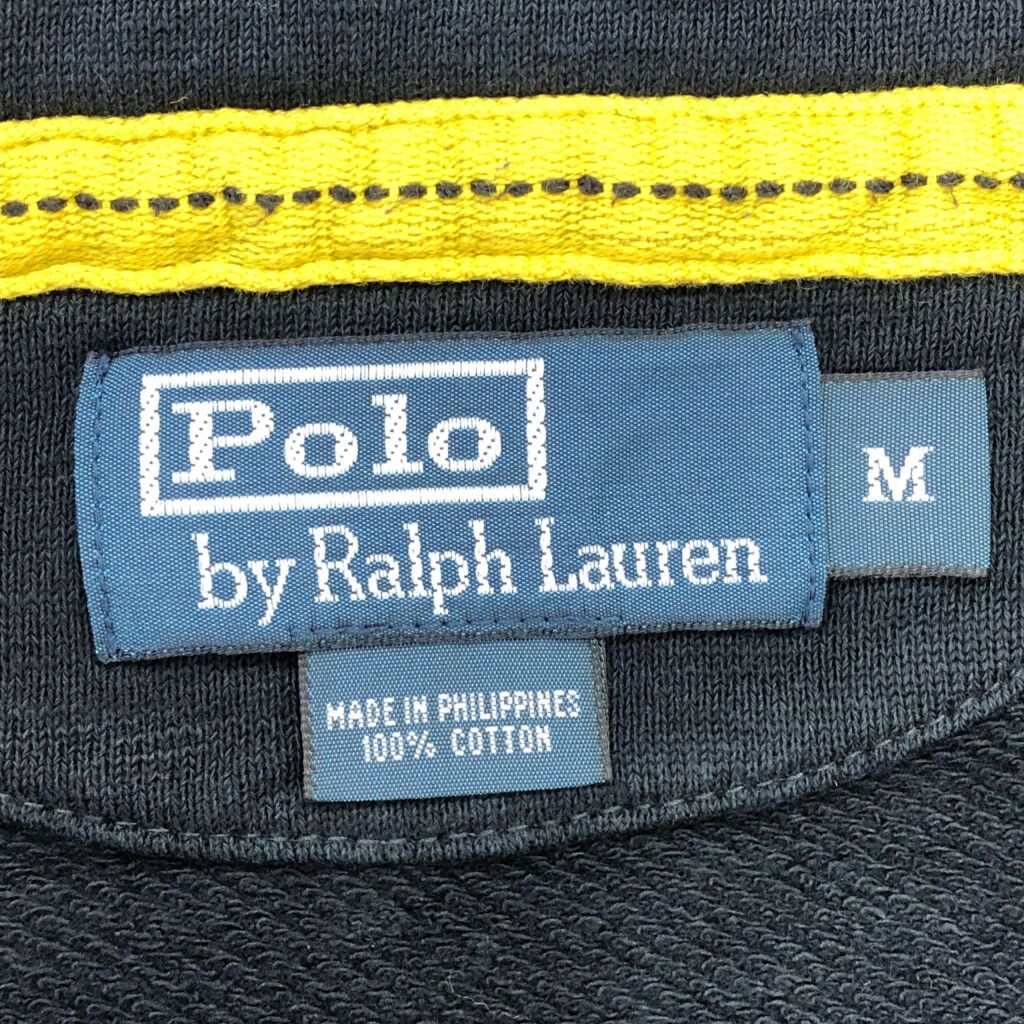 Polo
by Ralph Lauren
M
MADE IN PHILIPPINES
100% COTTON